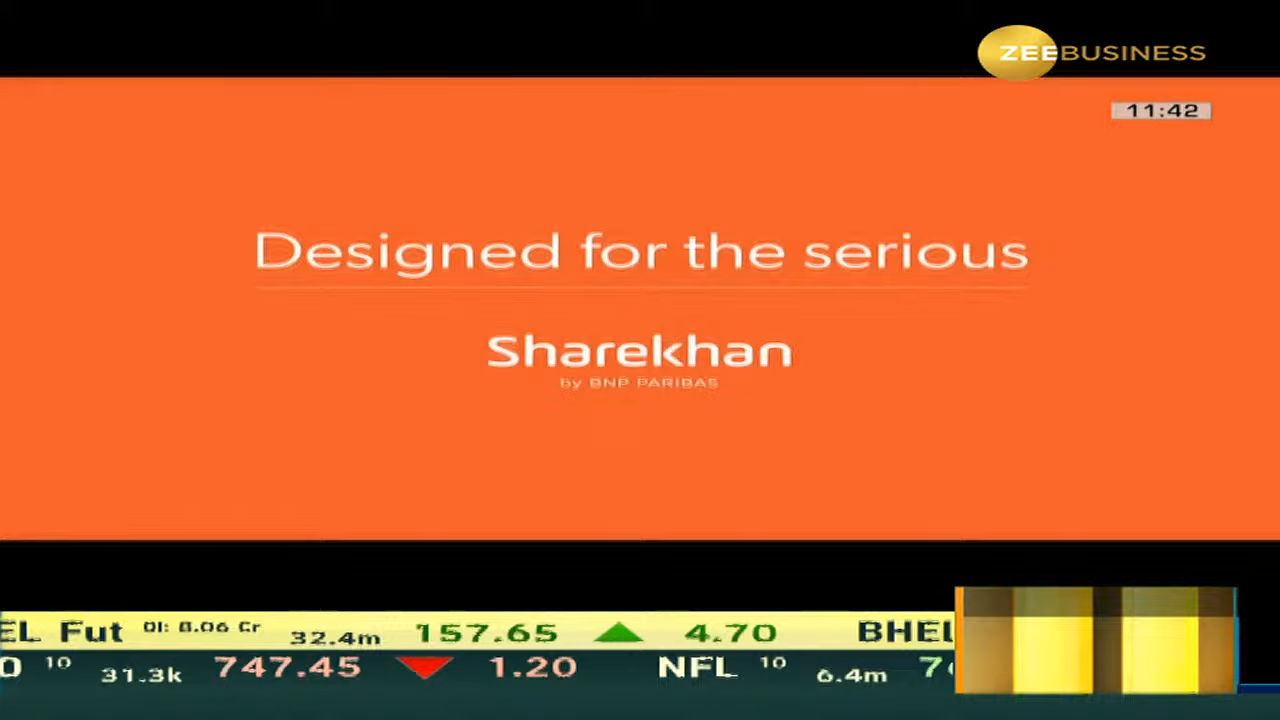 ZEEBUSINESS
11:42
Designed for the serious
Sharekhan
by BNP PARIBAS
EL Fut OI: 8.06 Cr 32.4m 157.65 4.70 BHEL
O 10 31.3k 747.45 1.20 NFL 10 6.4m